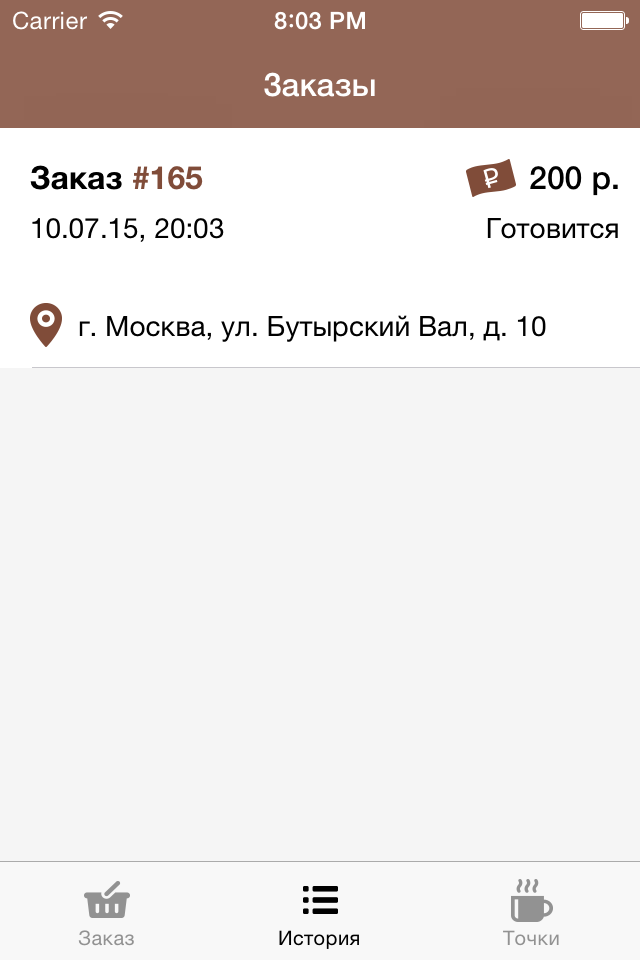 Carrier 8:03 PM
Заказы
Заказ #165 200 р.
10.07.15, 20:03 Готовится
г. Москва, ул. Бутырский Вал, д. 10
Заказ История Точки